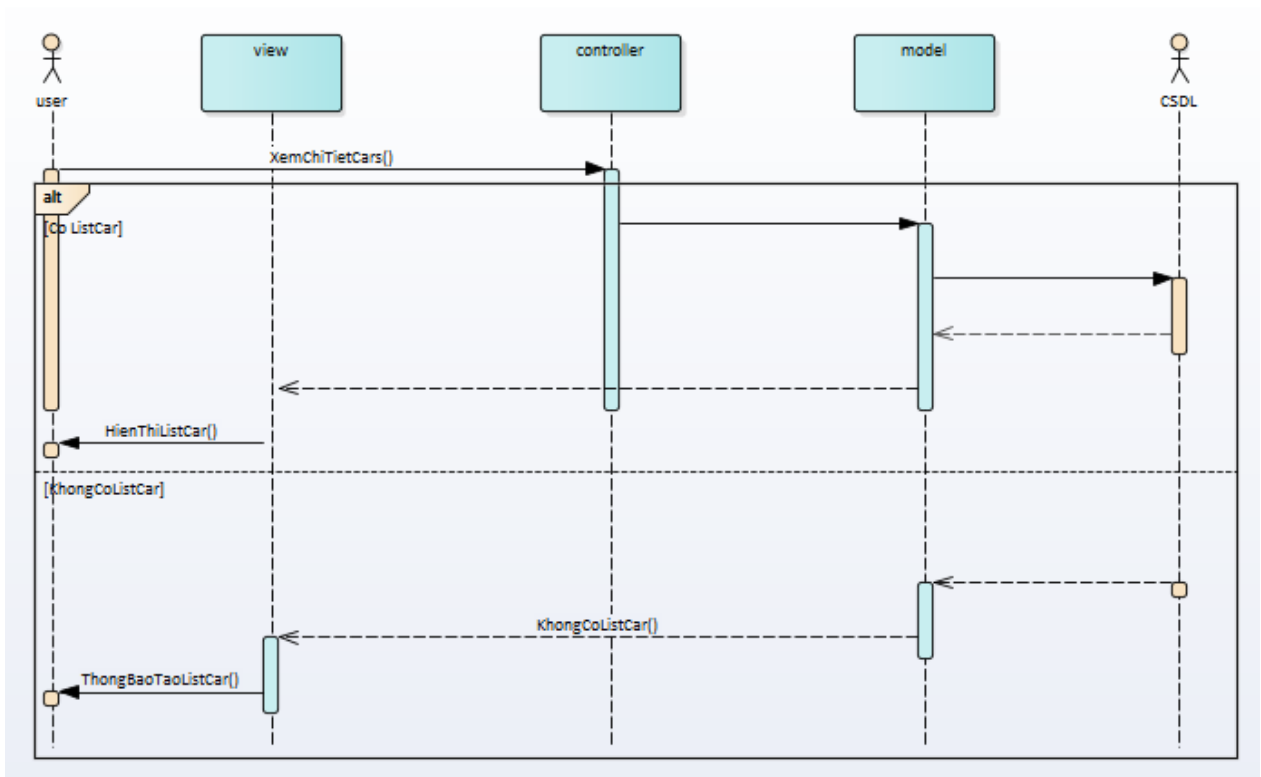 user
view
controller
model
CSDL
XemChiTietCars()
alt
[Co ListCar]
HienThiListCar()
[KhongCoListCar]
KhongCoListCar()
ThongBaoTaoListCar()